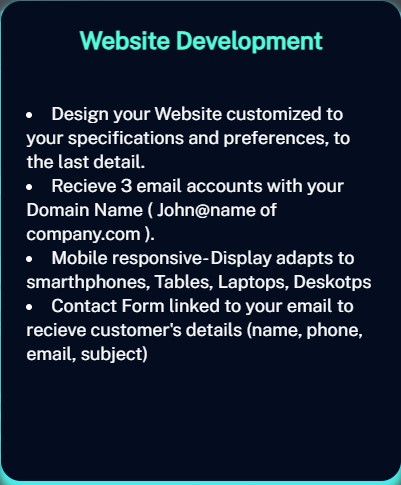 Website Development
• Design your Website customized to
your specifications and preferences, to
the last detail.
• Recieve 3 email accounts with your
Domain Name ( John@name of
company.com ).
• Mobile responsive-Display adapts to
smarthphones, Tables, Laptops, Deskotps
• Contact Form linked to your email to
recieve customer's details (name, phone,
email, subject)